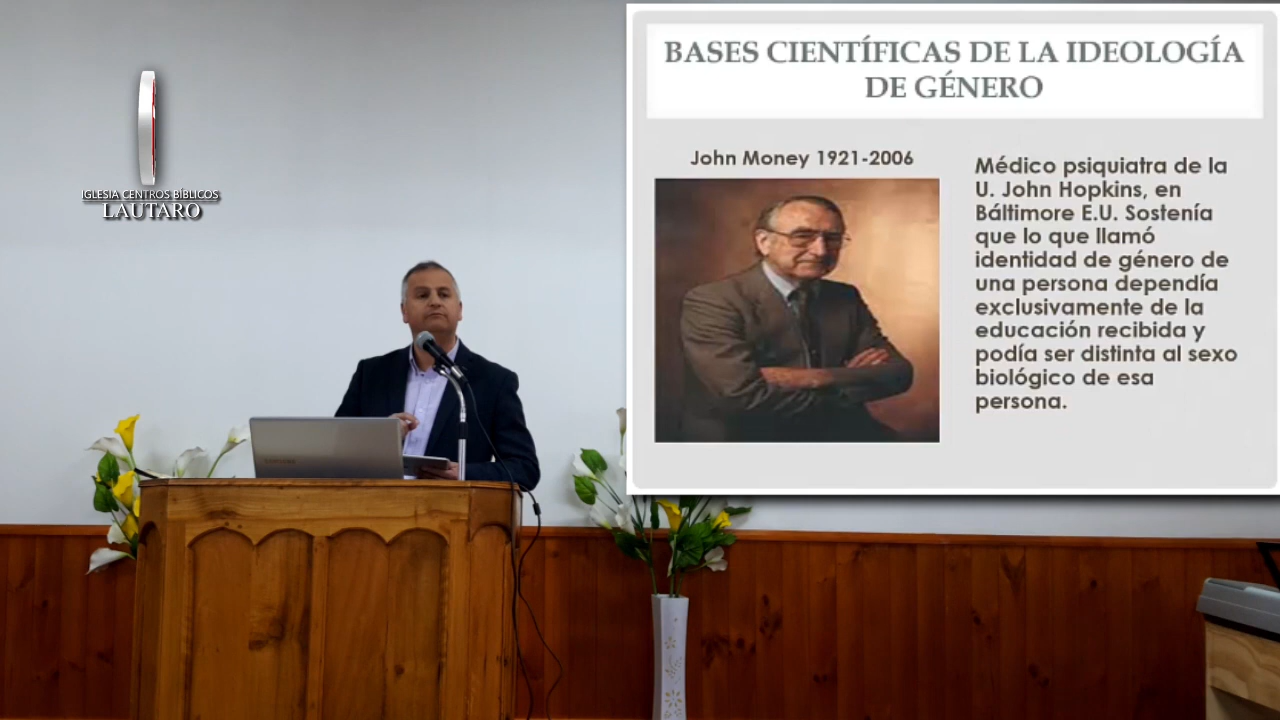 IGLESIA CENTROS BÍBLICOS
LAUTARO
BASES CIENTÍFICAS DE LA IDEOLOGÍA
DE GÉNERO
John Money 1921-2006
Médico psiquiatra de la
U. John Hopkins, en
Báltimore E.U. Sostenía
que lo que llamó
identidad de género de
una persona dependía
exclusivamente de la
educación recibida y
podía ser distinta al sexo
biológico de esa
persona.